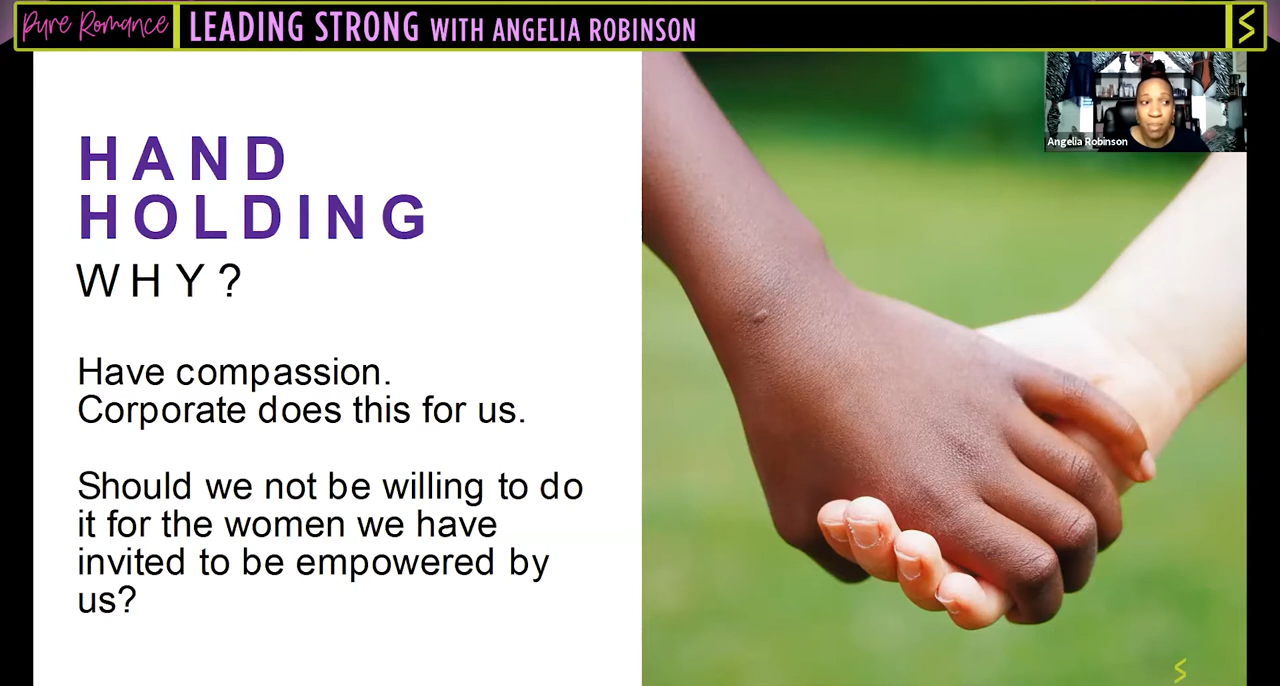 Pure Romance
LEADING STRONG WITH ANGELIA ROBINSON
Angelia Robinson
HAND
HOLDING
WHY?
Have compassion.
Corporate does this for us.
Should we not be willing to do
it for the women we have
invited to be empowered by
us?